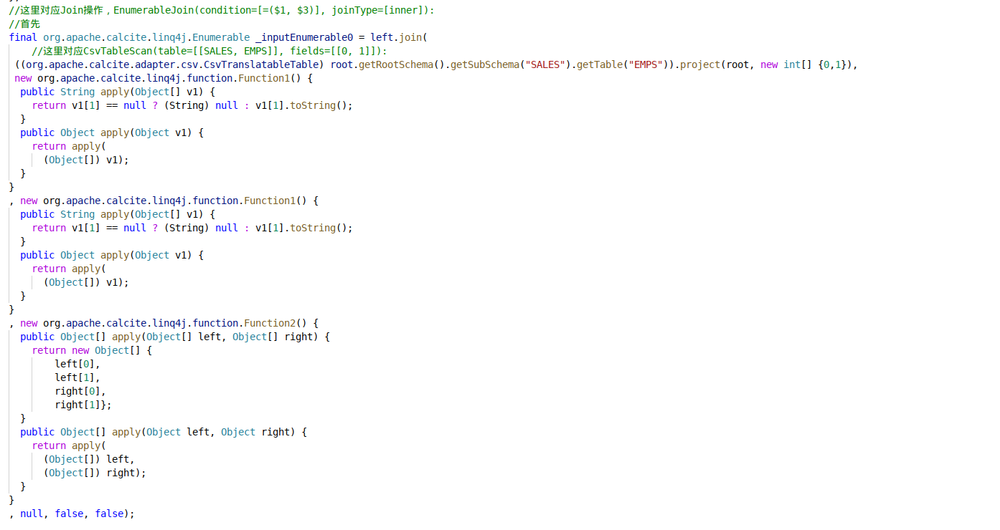 //这里对应Join操作，EnumerableJoin(condition=[=($1, $3)], joinType=[inner]):
//首先
final org.apache.calcite.linq4j.Enumerable _inputEnumerable0 = left.join(
    //这里对应CsvTableScan(table=[[SALES, EMPS]], fields=[[0, 1]]):
 ((org.apache.calcite.adapter.csv.CsvTranslatableTable) root.getRootSchema().getSubSchema("SALES").getTable("EMPS")).project(root, new int[] {0,1}),
 new org.apache.calcite.linq4j.function.Function1() {
  public String apply(Object[] v1) {
    return v1[1] == null ? (String) null : v1[1].toString();
  }
  public Object apply(Object v1) {
    return apply(
      (Object[]) v1);
  }
}
, new org.apache.calcite.linq4j.function.Function1() {
  public String apply(Object[] v1) {
    return v1[1] == null ? (String) null : v1[1].toString();
  }
  public Object apply(Object v1) {
    return apply(
      (Object[]) v1);
  }
}
, new org.apache.calcite.linq4j.function.Function2() {
  public Object[] apply(Object[] left, Object[] right) {
    return new Object[] {
        left[0],
        left[1],
        right[0],
        right[1]};
  }
  public Object[] apply(Object left, Object right) {
    return apply(
      (Object[]) left,
      (Object[]) right);
  }
}
, null, false, false);